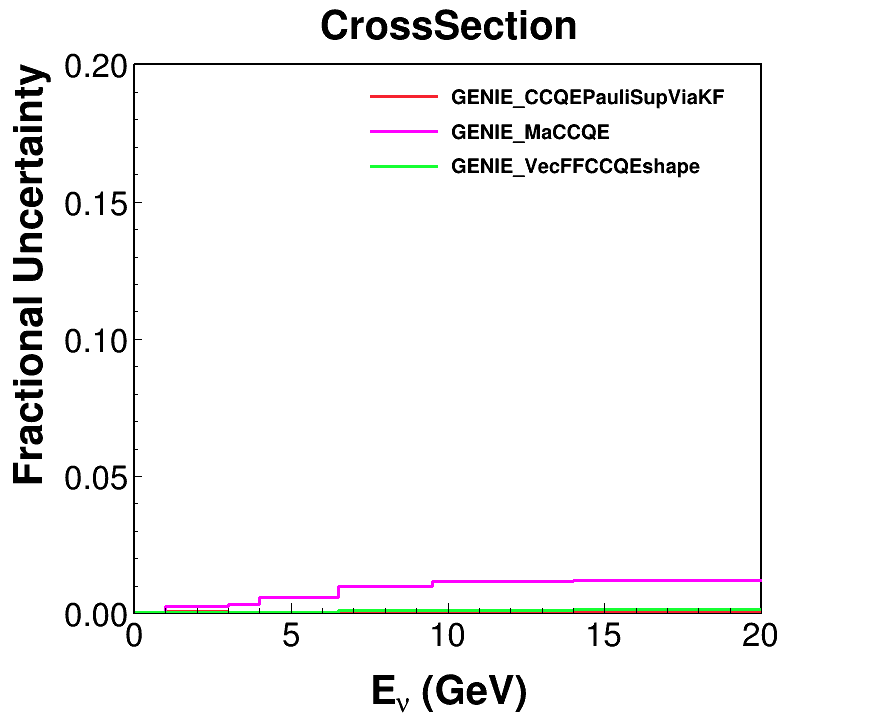 CrossSection
Fractional Uncertainty
0.20
0.15
0.10
0.05
0.00
GENIE_CCQEPauliSupViaKF
GENIE_MaCCQE
GENIE_VecFFCCQEshape
0 5 10 15 20
Eν (GeV)